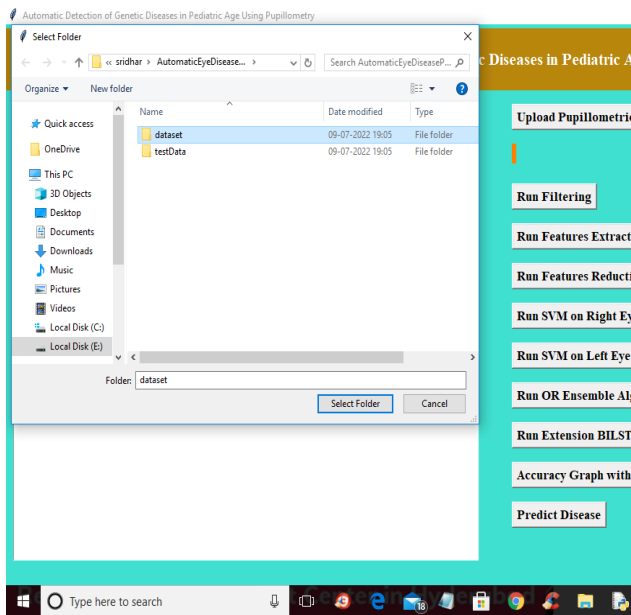 Automatic Detection of Genetic Diseases in Pediatric Age Using Pupillometry
Select Folder
« sridhar > AutomaticEyeDisease... >
Search AutomaticEyeDiseaseP...
Organize
New folder
Name Date modified Type
Quick access
OneDrive
This PC
3D Objects
Desktop
Documents
Downloads
Music
Pictures
Videos
Local Disk (C:)
Local Disk (E:)
dataset 09-07-2022 19:05 File folder
testData 09-07-2022 19:05 File folder
Folder: dataset
Select Folder
Cancel
c Diseases in Pediatric A
Upload Pupillometric
Run Filtering
Run Features Extract
Run Features Reducti
Run SVM on Right Ey
Run SVM on Left Eye
Run OR Ensemble Al
Run Extension BILST
Accuracy Graph with
Predict Disease
Type here to search
18